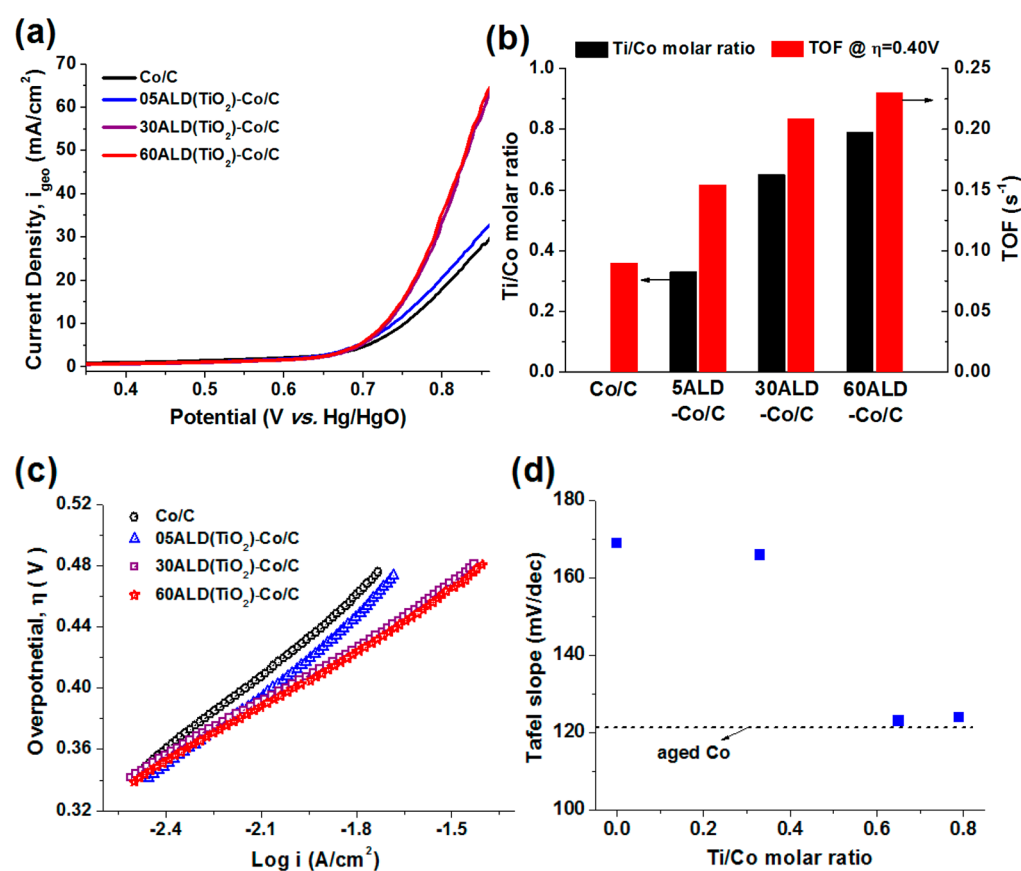 (a)
Co/C
05ALD(TiO2)-Co/C
30ALD(TiO2)-Co/C
60ALD(TiO2)-Co/C
Current Density, igeo (mA/cm2)
70
60
50
40
30
20
10
0
0.4 0.5 0.6 0.7 0.8
Potential (V vs. Hg/HgO)
(b)
Ti/Co molar ratio TOF @ η=0.40V
Ti/Co molar ratio
1.0
0.8
0.6
0.4
0.2
0.0
0.25
0.20
0.15
0.10
0.05
0.00
TOF (s-1)
Co/C 5ALD 30ALD 60ALD
-Co/C -Co/C -Co/C
(c)
Co/C
05ALD(TiO2)-Co/C
30ALD(TiO2)-Co/C
60ALD(TiO2)-Co/C
Overpotnetial, η ( V )
0.52
0.48
0.44
0.40
0.36
0.32
-2.4 -2.1 -1.8 -1.5
Log i (A/cm2)
(d)
Tafel slope (mV/dec)
180
160
140
120
100
aged Co
0.0 0.2 0.4 0.6 0.8
Ti/Co molar ratio